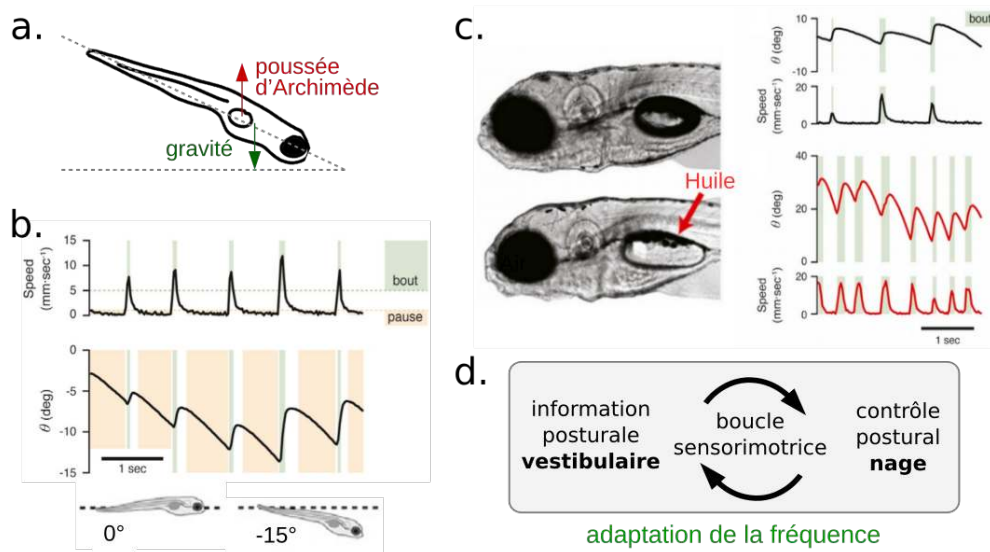 a.
poussée
d'Archimède
gravité
b.
Speed
(mm·sec⁻¹)
15
10
5
0
bout
pause
θ (deg)
0
-5
-10
-15
1 sec
0°
-15°
c.
Huile
bout
θ (deg)
10
-10
Speed
(mm·sec⁻¹)
20
10
0
θ (deg)
40
20
0
Speed
(mm·sec⁻¹)
20
10
0
1 sec
d.
information
posturale
vestibulaire
boucle
sensorimotrice
contrôle
postural
nage
adaptation de la fréquence